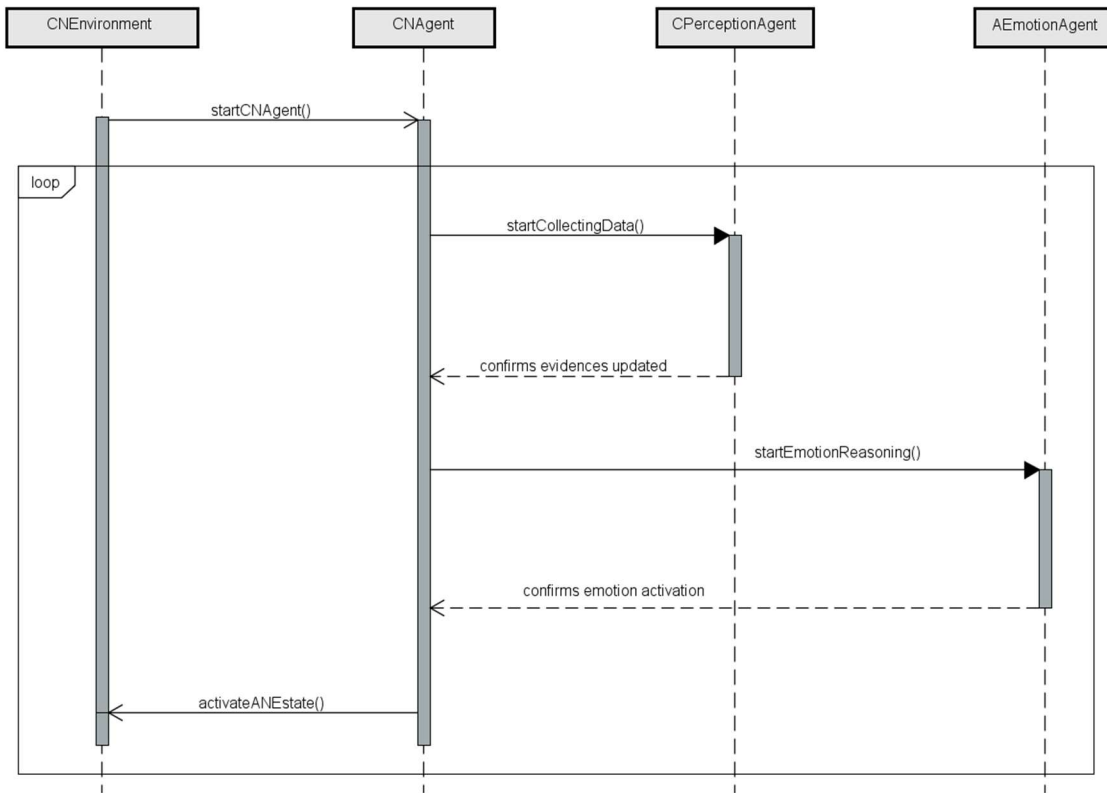 CNEnvironment
CNAgent
CPerceptionAgent
AEmotionAgent
startCNAgent()
loop
startCollectingData()
confirms evidences updated
startEmotionReasoning()
confirms emotion activation
activateANEstate()